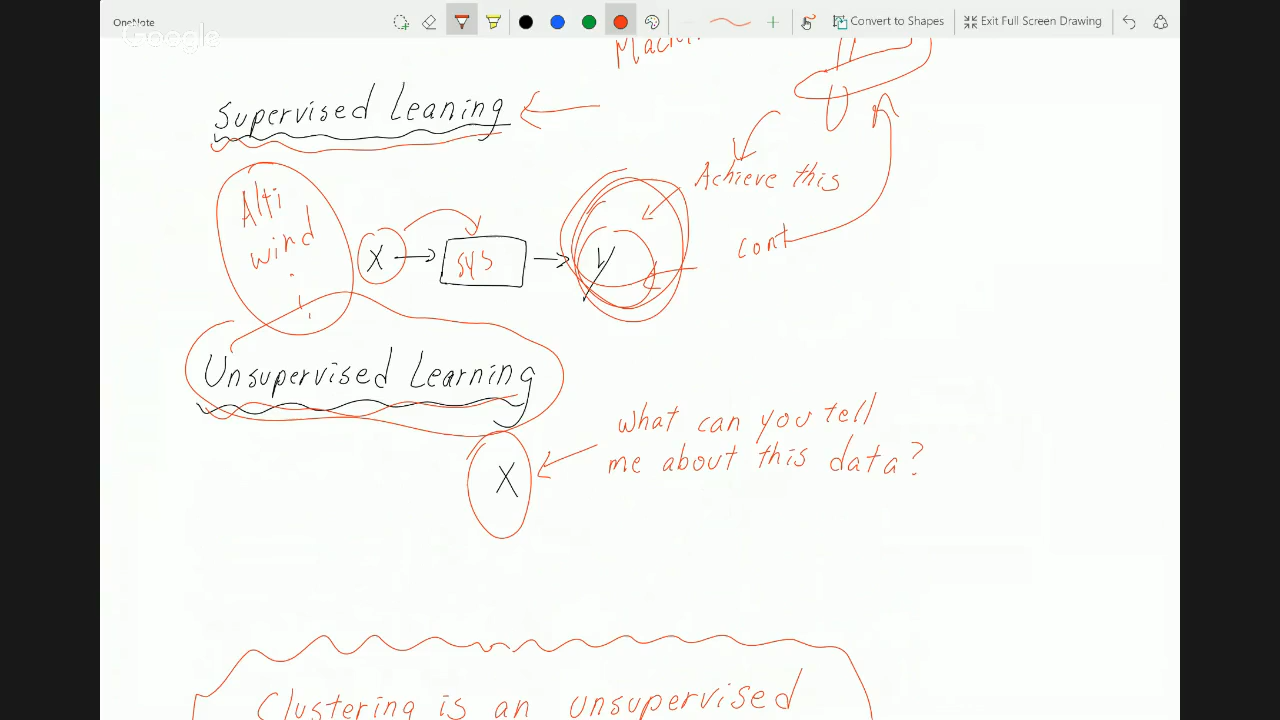 OneNote
Convert to Shapes
Exit Full Screen Drawing
Google
Supervised Leaning
Achieve this
Alti
wind
cont
X
sys
y
Unsupervised Learning
What can you tell
me about this data?
X
Clustering is an unsupervised